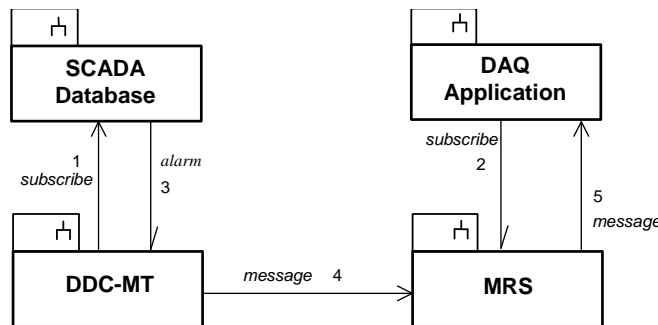 SCADA
Database
DAQ
Application
1
subscribe
alarm
3
subscribe
2
5
message
DDC-MT
message 4
MRS